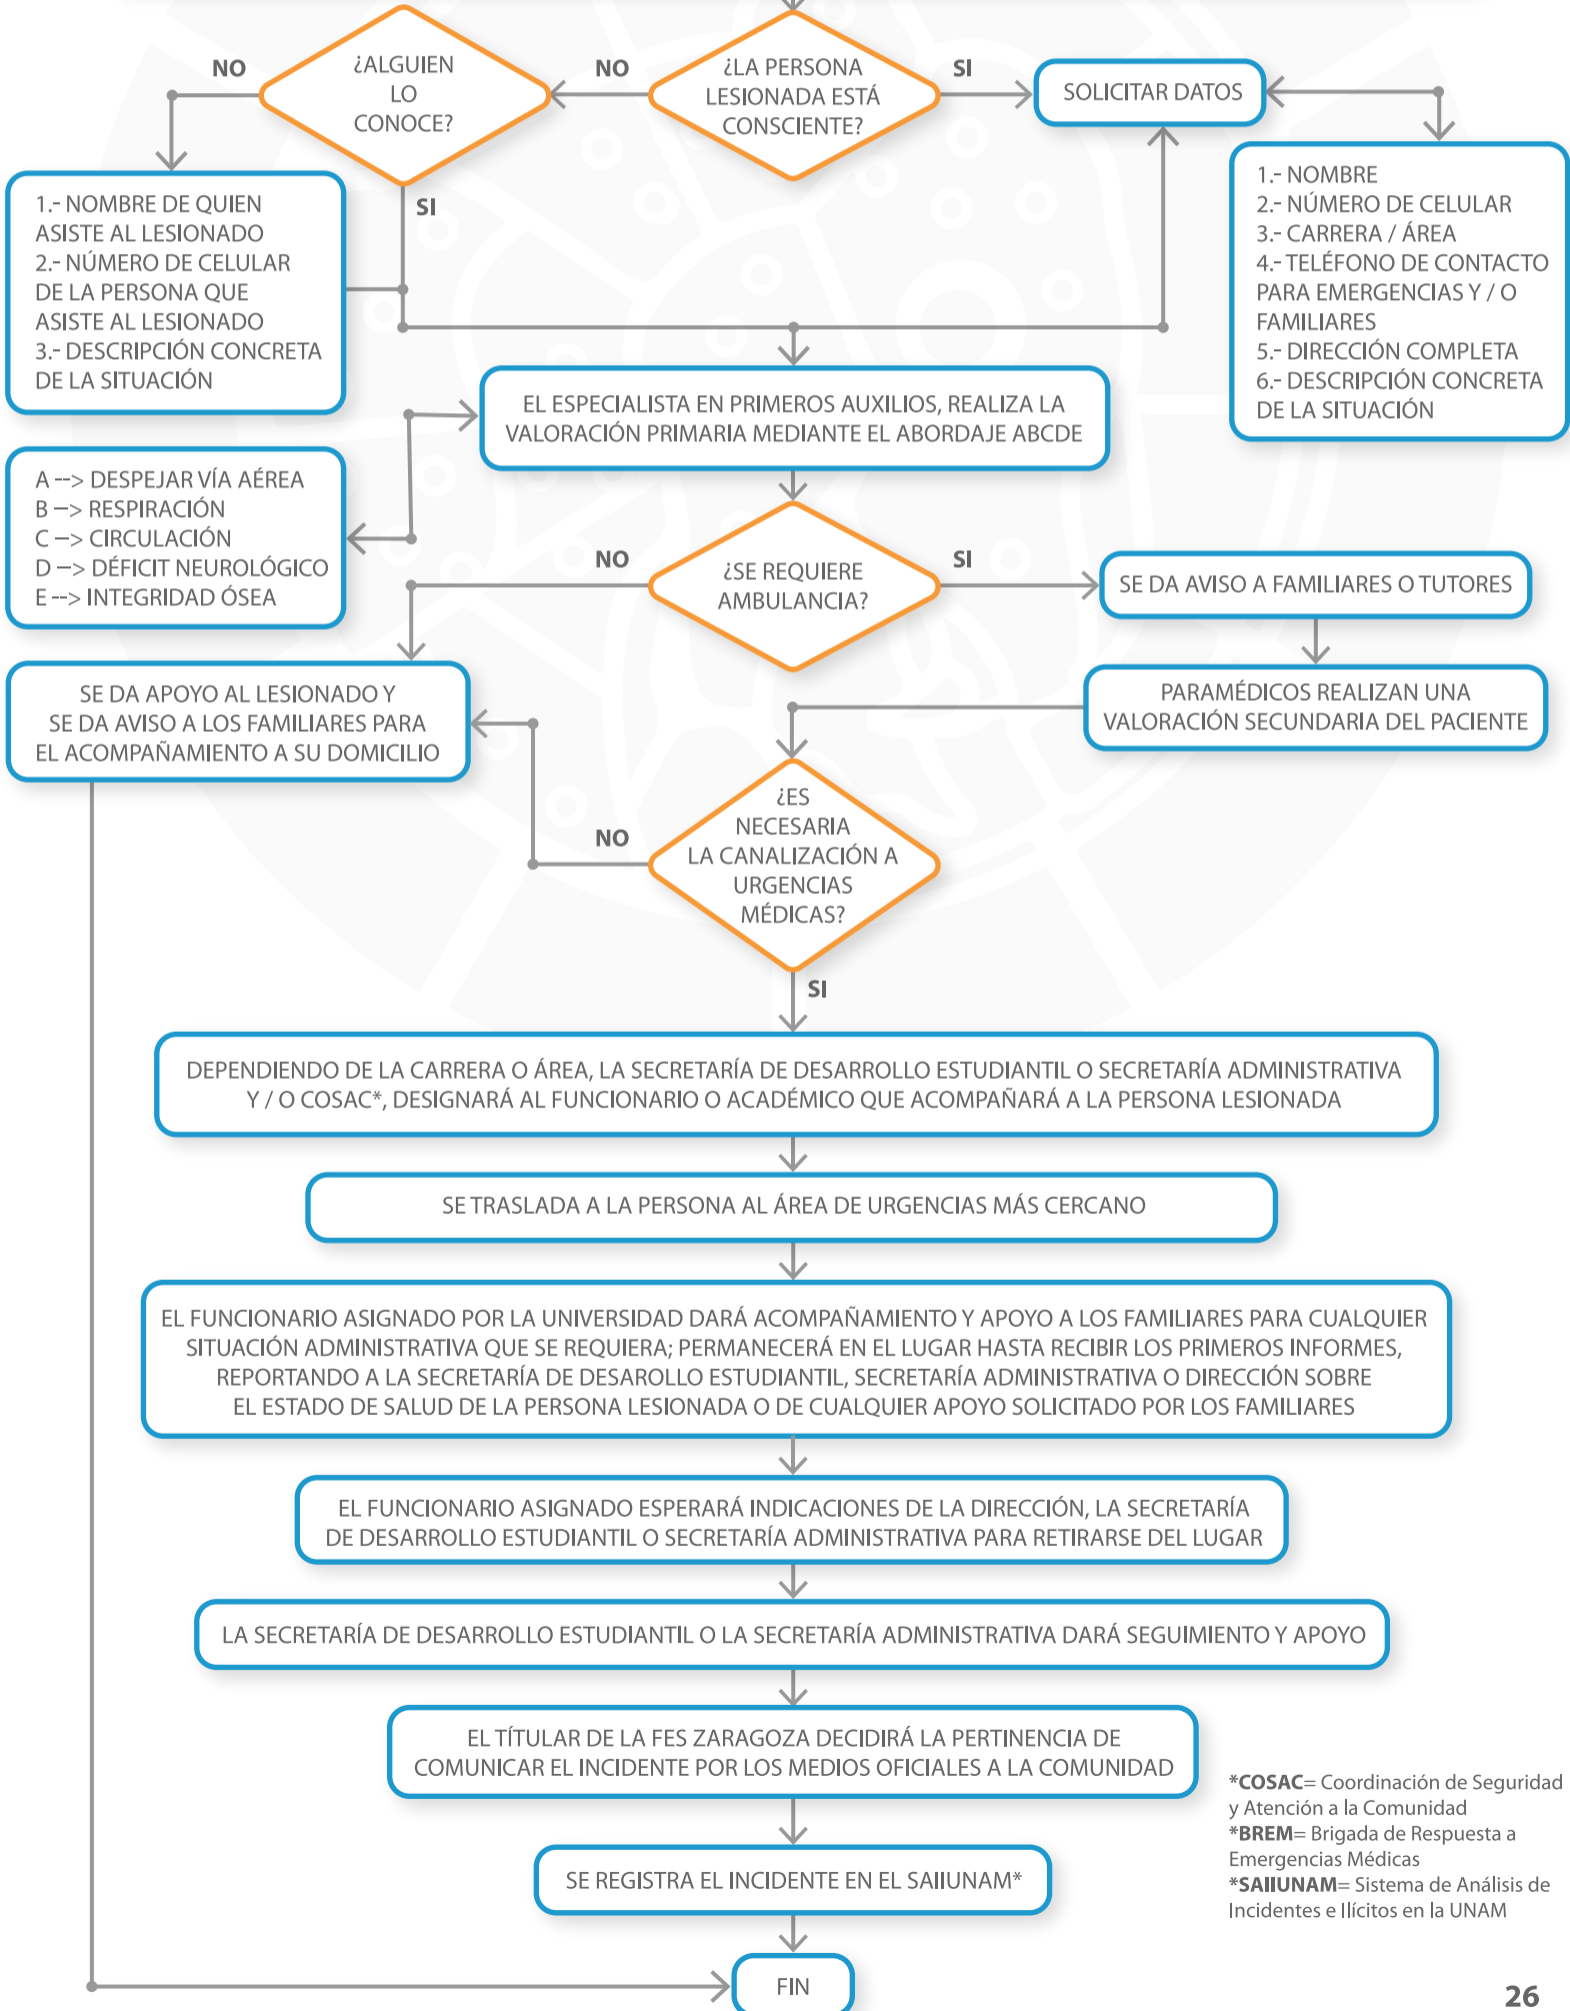 ¿ALGUIEN
LO
CONOCE?
NO
NO
¿LA PERSONA
LESIONADA ESTÁ
CONSCIENTE?
SI
SOLICITAR DATOS
SI
1.- NOMBRE DE QUIEN
ASISTE AL LESIONADO
2.- NÚMERO DE CELULAR
DE LA PERSONA QUE
ASISTE AL LESIONADO
3.- DESCRIPCIÓN CONCRETA
DE LA SITUACIÓN
1.- NOMBRE
2.- NÚMERO DE CELULAR
3.- CARRERA / ÁREA
4.- TELÉFONO DE CONTACTO
PARA EMERGENCIAS Y / O
FAMILIARES
5.- DIRECCIÓN COMPLETA
6.- DESCRIPCIÓN CONCRETA
DE LA SITUACIÓN
EL ESPECIALISTA EN PRIMEROS AUXILIOS, REALIZA LA
VALORACIÓN PRIMARIA MEDIANTE EL ABORDAJE ABCDE
A --> DESPEJAR VÍA AÉREA
B —> RESPIRACIÓN
C —> CIRCULACIÓN
D —> DÉFICIT NEUROLÓGICO
E --> INTEGRIDAD ÓSEA
NO
¿SE REQUIERE
AMBULANCIA?
SI
SE DA AVISO A FAMILIARES O TUTORES
SE DA APOYO AL LESIONADO Y
SE DA AVISO A LOS FAMILIARES PARA
EL ACOMPAÑAMIENTO A SU DOMICILIO
PARAMÉDICOS REALIZAN UNA
VALORACIÓN SECUNDARIA DEL PACIENTE
NO
¿ES
NECESARIA
LA CANALIZACIÓN A
URGENCIAS
MÉDICAS?
SI
DEPENDIENDO DE LA CARRERA O ÁREA, LA SECRETARÍA DE DESARROLLO ESTUDIANTIL O SECRETARÍA ADMINISTRATIVA
Y / O COSAC*, DESIGNARÁ AL FUNCIONARIO O ACADÉMICO QUE ACOMPAÑARÁ A LA PERSONA LESIONADA
SE TRASLADA A LA PERSONA AL ÁREA DE URGENCIAS MÁS CERCANO
EL FUNCIONARIO ASIGNADO POR LA UNIVERSIDAD DARÁ ACOMPAÑAMIENTO Y APOYO A LOS FAMILIARES PARA CUALQUIER
SITUACIÓN ADMINISTRATIVA QUE SE REQUIERA; PERMANECERÁ EN EL LUGAR HASTA RECIBIR LOS PRIMEROS INFORMES,
REPORTANDO A LA SECRETARÍA DE DESAROLLO ESTUDIANTIL, SECRETARÍA ADMINISTRATIVA O DIRECCIÓN SOBRE
EL ESTADO DE SALUD DE LA PERSONA LESIONADA O DE CUALQUIER APOYO SOLICITADO POR LOS FAMILIARES
EL FUNCIONARIO ASIGNADO ESPERARÁ INDICACIONES DE LA DIRECCIÓN, LA SECRETARÍA
DE DESARROLLO ESTUDIANTIL O SECRETARÍA ADMINISTRATIVA PARA RETIRARSE DEL LUGAR
LA SECRETARÍA DE DESARROLLO ESTUDIANTIL O LA SECRETARÍA ADMINISTRATIVA DARÁ SEGUIMIENTO Y APOYO
EL TÍTULAR DE LA FES ZARAGOZA DECIDIRÁ LA PERTINENCIA DE
COMUNICAR EL INCIDENTE POR LOS MEDIOS OFICIALES A LA COMUNIDAD
SE REGISTRA EL INCIDENTE EN EL SAIIUNAM*
FIN
*COSAC= Coordinación de Seguridad
y Atención a la Comunidad
*BREM= Brigada de Respuesta a
Emergencias Médicas
*SAIIUNAM= Sistema de Análisis de
Incidentes e Ilícitos en la UNAM
26